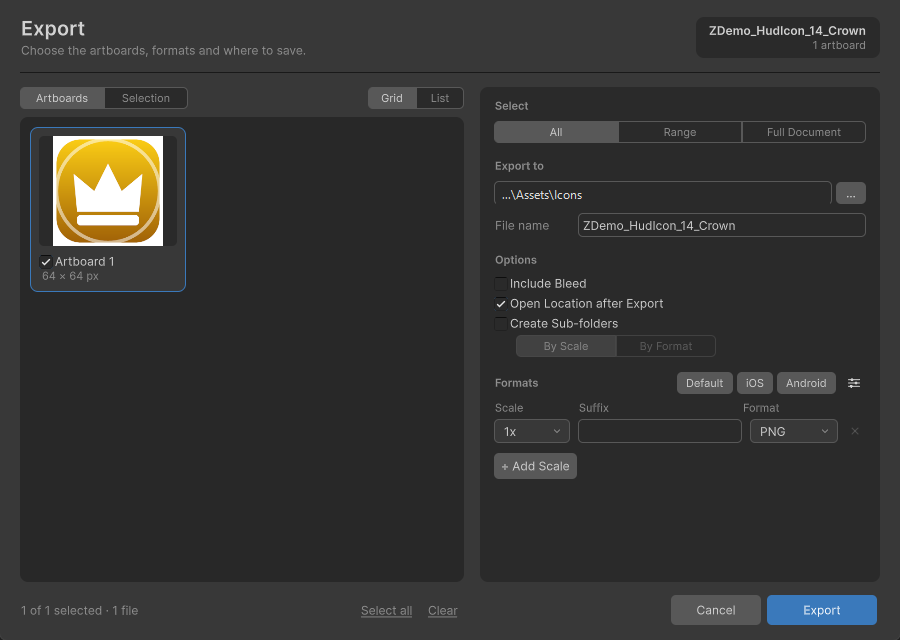 Export
Choose the artboards, formats and where to save.
ZDemo_HudIcon_14_Crown
1 artboard
Artboards
Selection
Grid
List
Artboard 1
64 × 64 px
Select
All
Range
Full Document
Export to
...\Assets\Icons
...
File name
ZDemo_HudIcon_14_Crown
Options
Include Bleed
Open Location after Export
Create Sub-folders
By Scale
By Format
Formats
Default
iOS
Android
Scale
Suffix
Format
1x
PNG
+ Add Scale
1 of 1 selected · 1 file
Select all
Clear
Cancel
Export